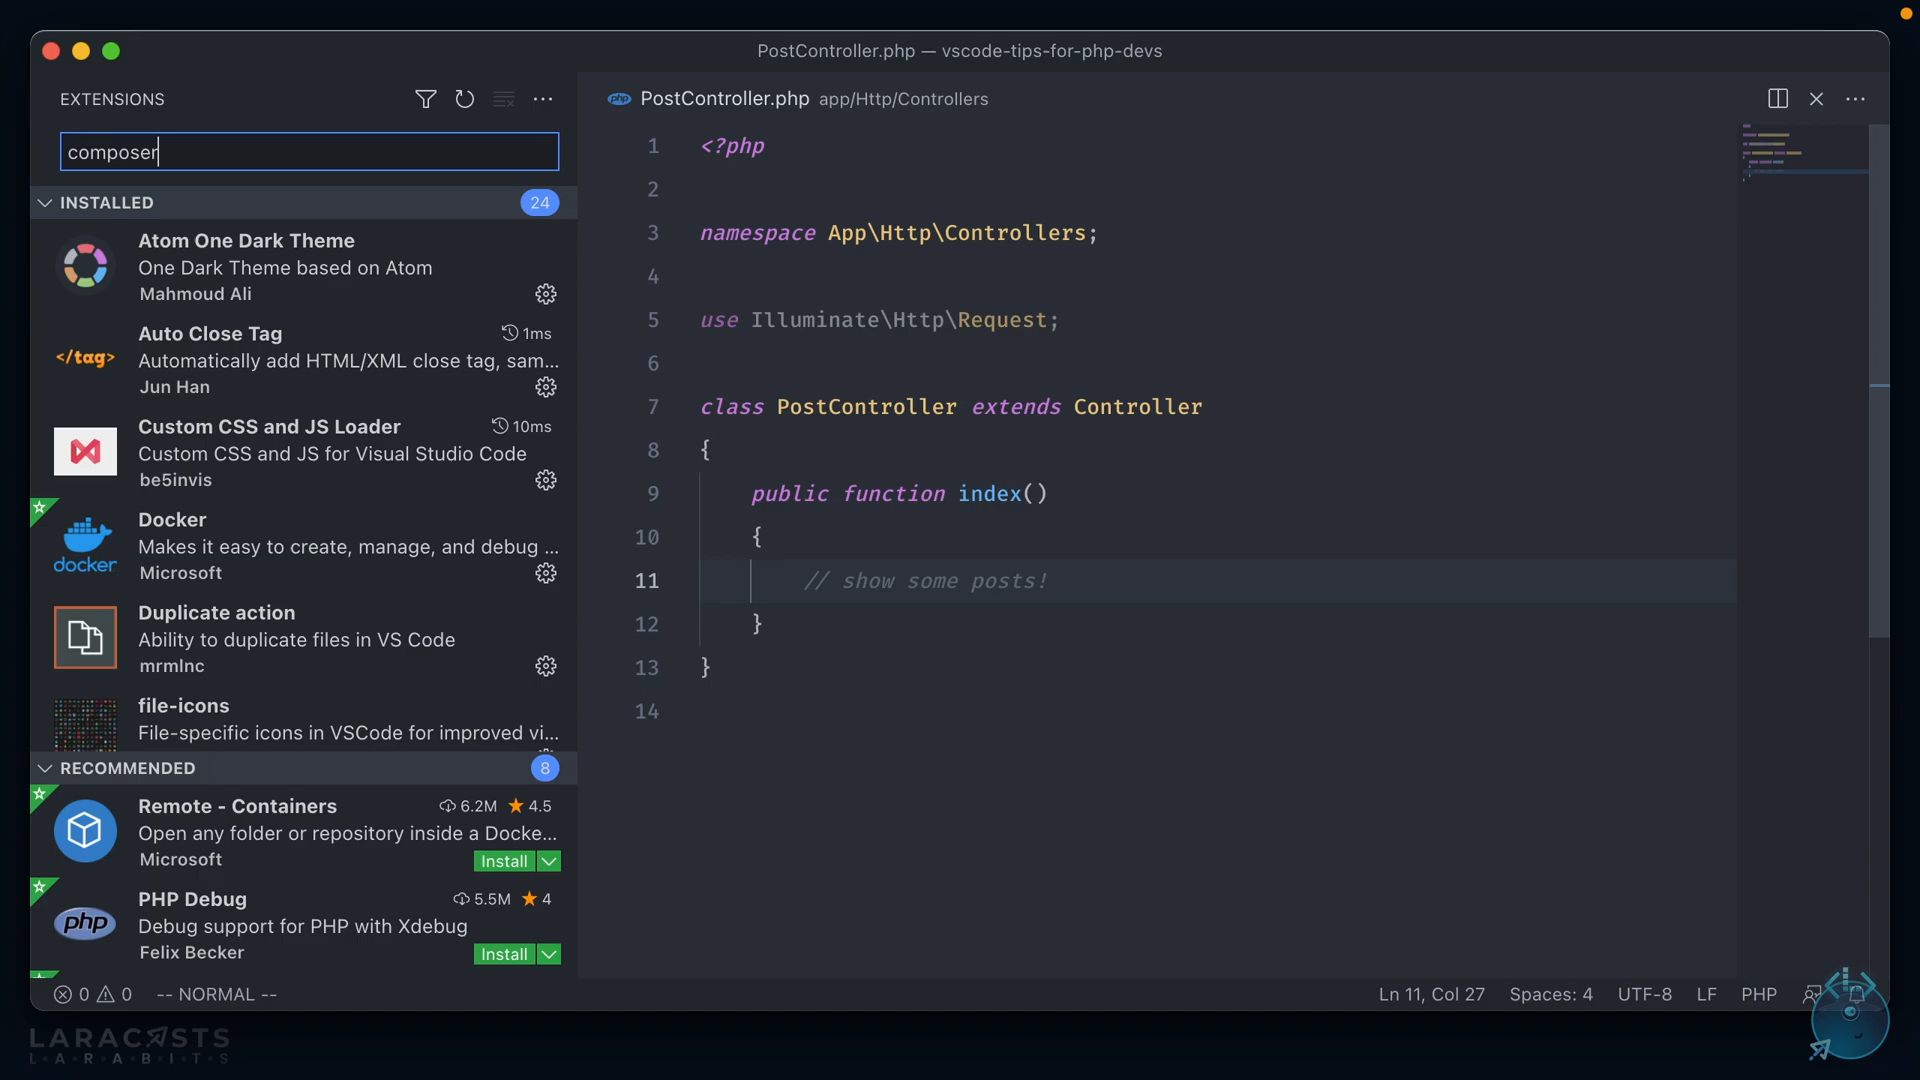 PostController.php — vscode-tips-for-php-devs
EXTENSIONS
composer
INSTALLED 24
Atom One Dark Theme
One Dark Theme based on Atom
Mahmoud Ali
</tag>
Auto Close Tag 1ms
Automatically add HTML/XML close tag, sam...
Jun Han
Custom CSS and JS Loader 10ms
Custom CSS and JS for Visual Studio Code
be5invis
docker
Docker
Makes it easy to create, manage, and debug ...
Microsoft
Duplicate action
Ability to duplicate files in VS Code
mrmlnc
file-icons
File-specific icons in VSCode for improved vi...
RECOMMENDED 8
Remote - Containers 6.2M 4.5
Open any folder or repository inside a Docke...
Microsoft Install
php
PHP Debug 5.5M 4
Debug support for PHP with Xdebug
Felix Becker Install
php PostController.php app/Http/Controllers
1 <?php
2
3 namespace App\Http\Controllers;
4
5 use Illuminate\Http\Request;
6
7 class PostController extends Controller
8 {
9 public function index()
10 {
11 // show some posts!
12 }
13 }
14
0 0 -- NORMAL --
Ln 11, Col 27 Spaces: 4 UTF-8 LF PHP
LARACASTS
LARABITS